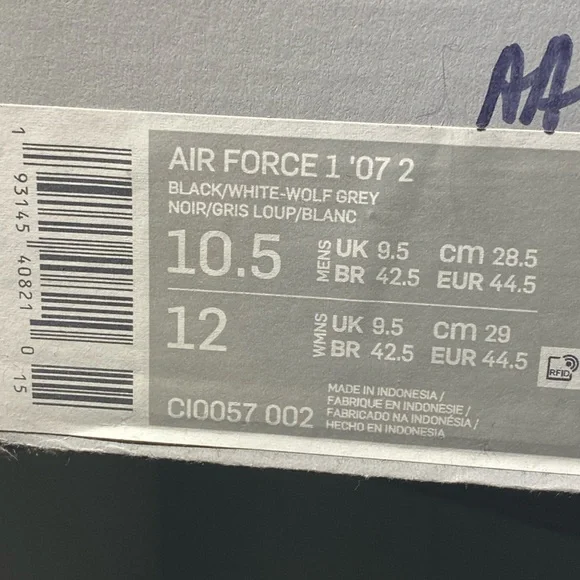 AA
AIR FORCE 1 '07 2
BLACK/WHITE-WOLF GREY
NOIR/GRIS LOUP/BLANC
10.5 MENS UK 9.5 CM 28.5
BR 42.5 EUR 44.5
12 WMNS UK 9.5 CM 29
BR 42.5 EUR 44.5
RFID
MADE IN INDONESIA/
FABRIQUE EN INDONESIE/
FABRICADO NA INDONÉSIA/
HECHO EN INDONESIA
CI0057 002
1 93145 40821 0 15